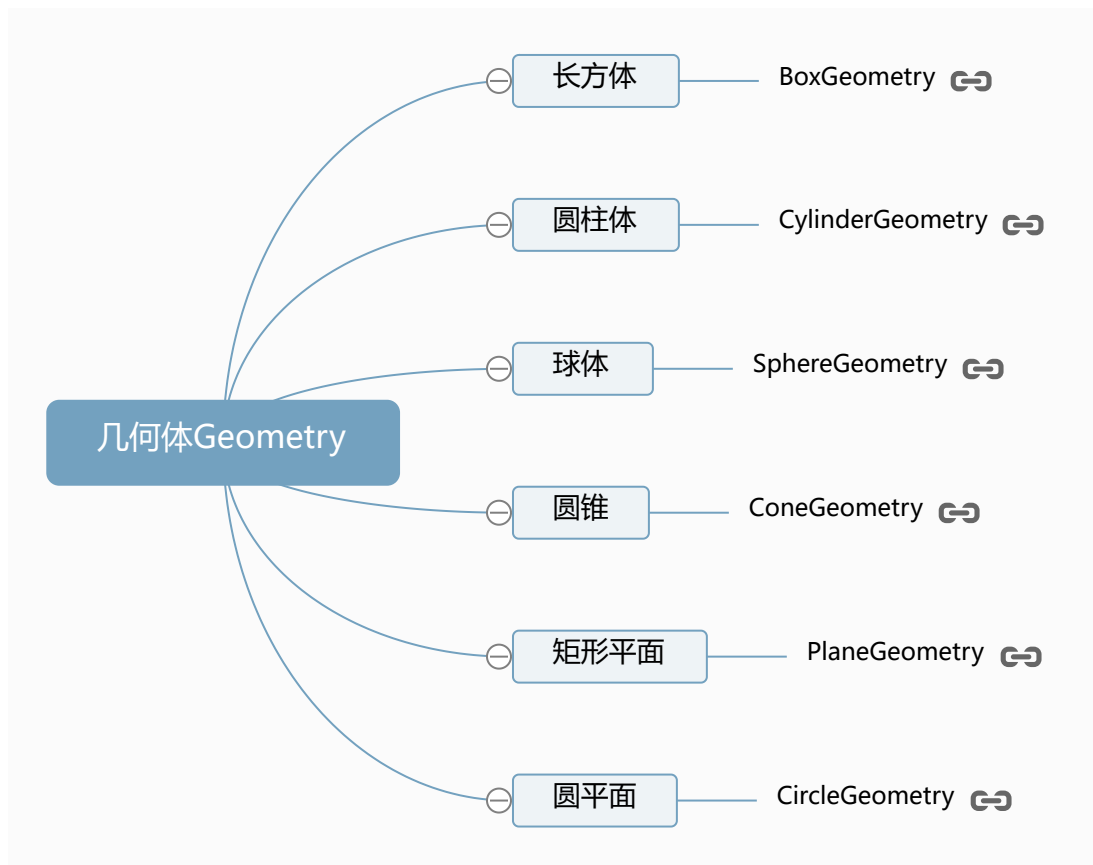 长方体
BoxGeometry
圆柱体
CylinderGeometry
球体
SphereGeometry
几何体Geometry
圆锥
ConeGeometry
矩形平面
PlaneGeometry
圆平面
CircleGeometry